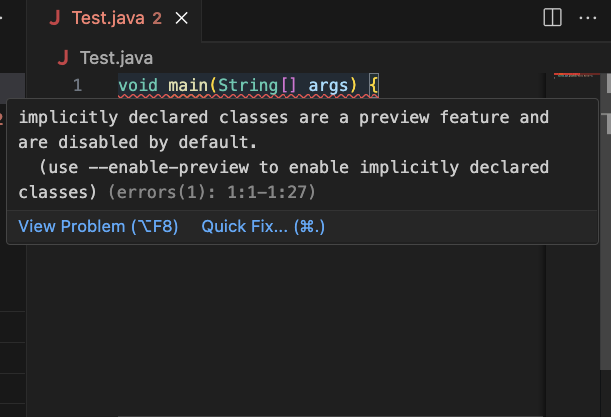 J Test.java 2 ×
J Test.java
1 void main(String[] args) {
implicitly declared classes are a preview feature and
are disabled by default.
  (use --enable-preview to enable implicitly declared
classes) (errors(1): 1:1–1:27)
View Problem (⌥F8) Quick Fix... (⌘.)